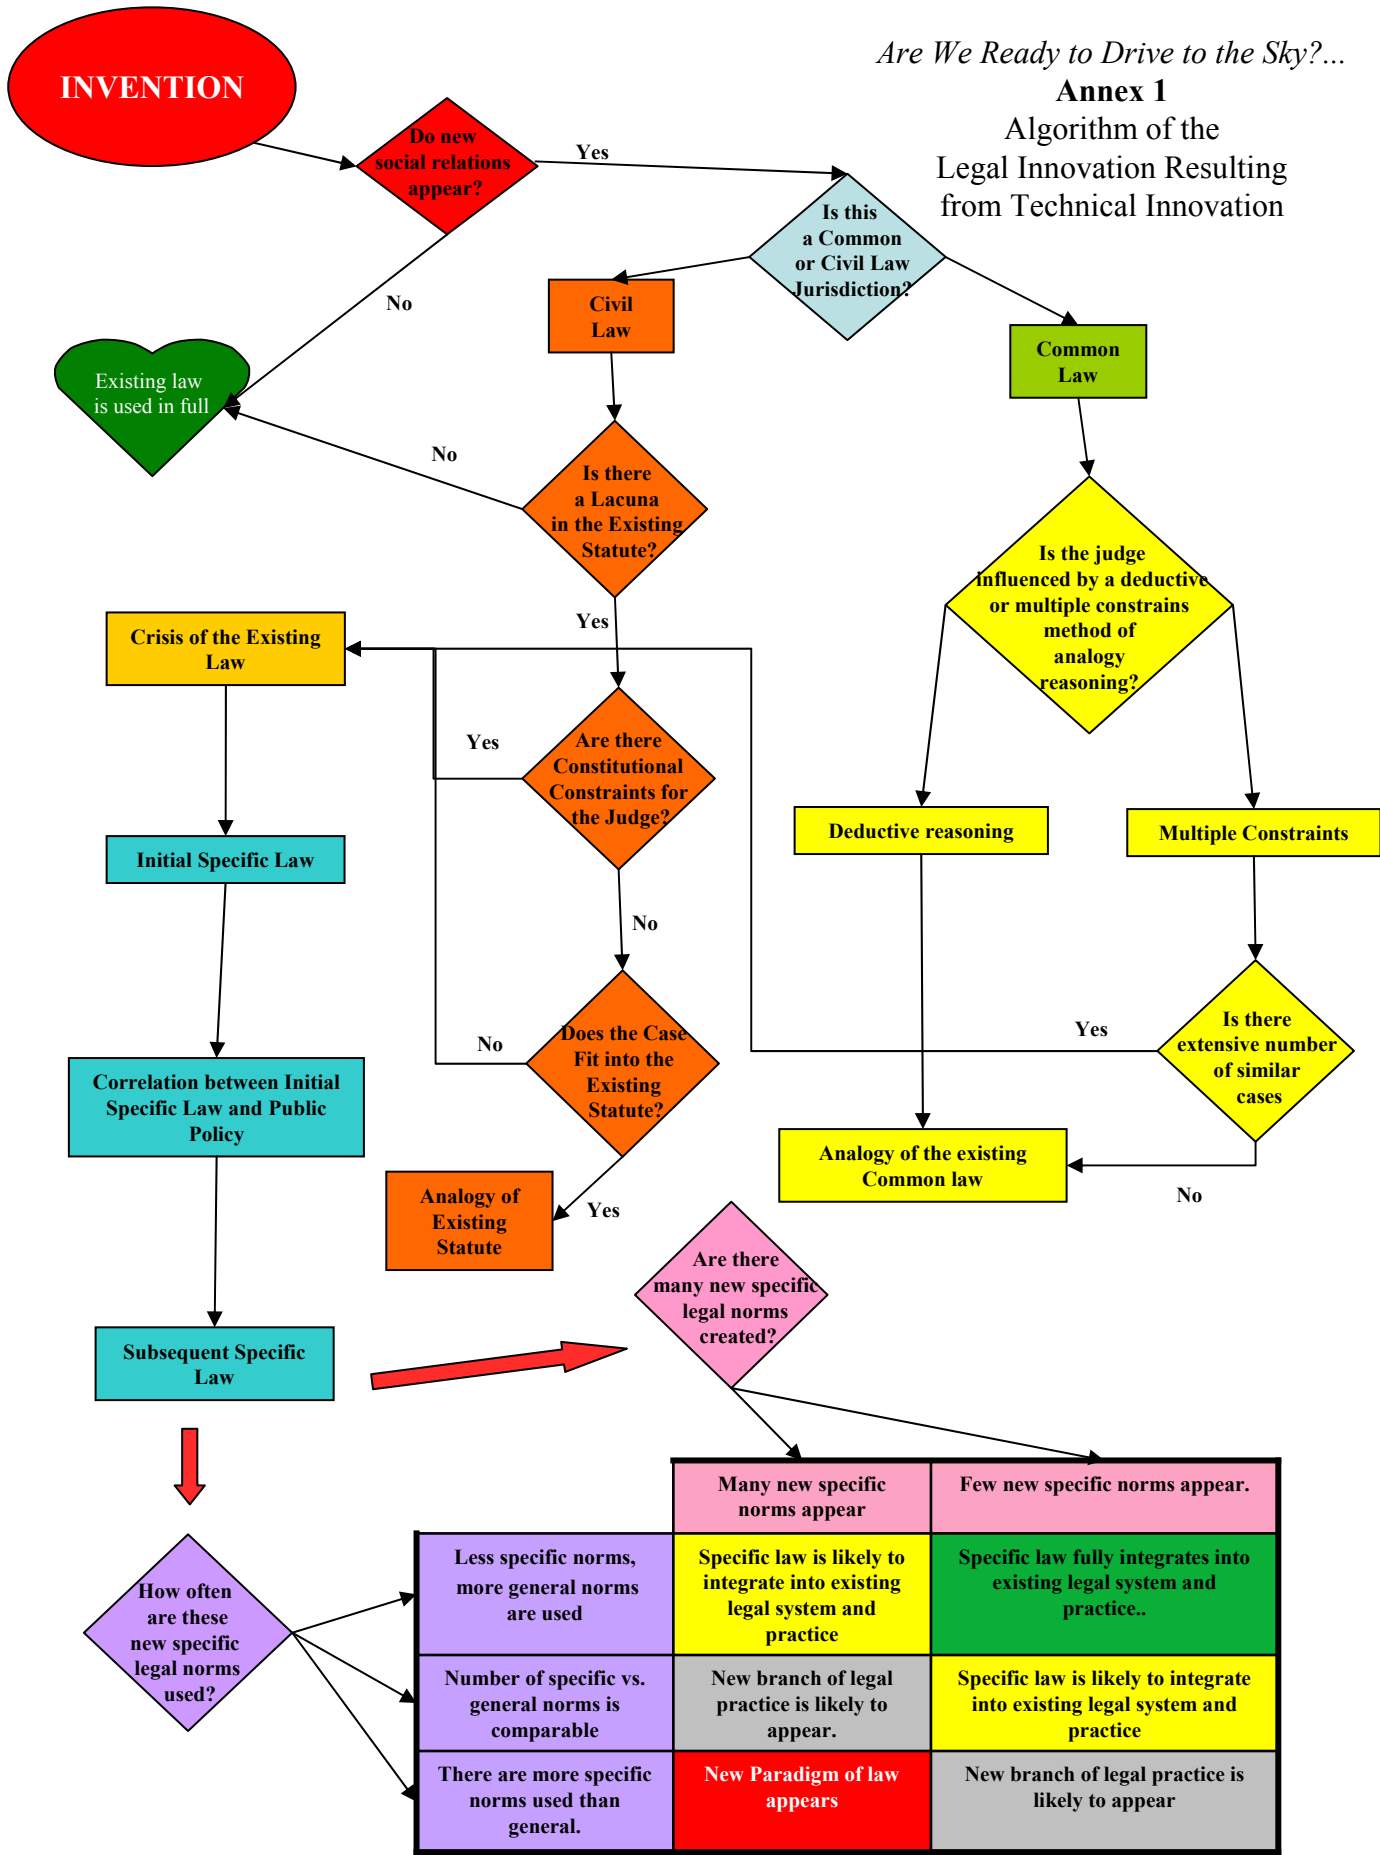 INVENTION
Are We Ready to Drive to the Sky?...
Annex 1
Algorithm of the
Legal Innovation Resulting
from Technical Innovation
Do new
social relations
appear?
Yes
No
Is this
a Common
or Civil Law
Jurisdiction?
Civil
Law
Common
Law
Existing law
is used in full
No
Is there
a Lacuna
in the Existing
Statute?
Yes
Is the judge
influenced by a deductive
or multiple constrains
method of
analogy
reasoning?
Crisis of the Existing
Law
Yes
Are there
Constitutional
Constraints for
the Judge?
No
Deductive reasoning
Multiple Constraints
Initial Specific Law
No
Does the Case
Fit into the
Existing
Statute?
Yes
Yes
Is there
extensive number
of similar
cases
No
Correlation between Initial
Specific Law and Public
Policy
Analogy of the existing
Common law
Analogy of
Existing
Statute
Are there
many new specific
legal norms
created?
Subsequent Specific
Law
How often
are these
new specific
legal norms
used?
Many new specific
norms appear
Few new specific norms appear.
Less specific norms,
more general norms
are used
Specific law is likely to
integrate into existing
legal system and
practice
Specific law fully integrates into
existing legal system and
practice..
Number of specific vs.
general norms is
comparable
New branch of legal
practice is likely to
appear.
Specific law is likely to integrate
into existing legal system and
practice
There are more specific
norms used than
general.
New Paradigm of law
appears
New branch of legal practice is
likely to appear